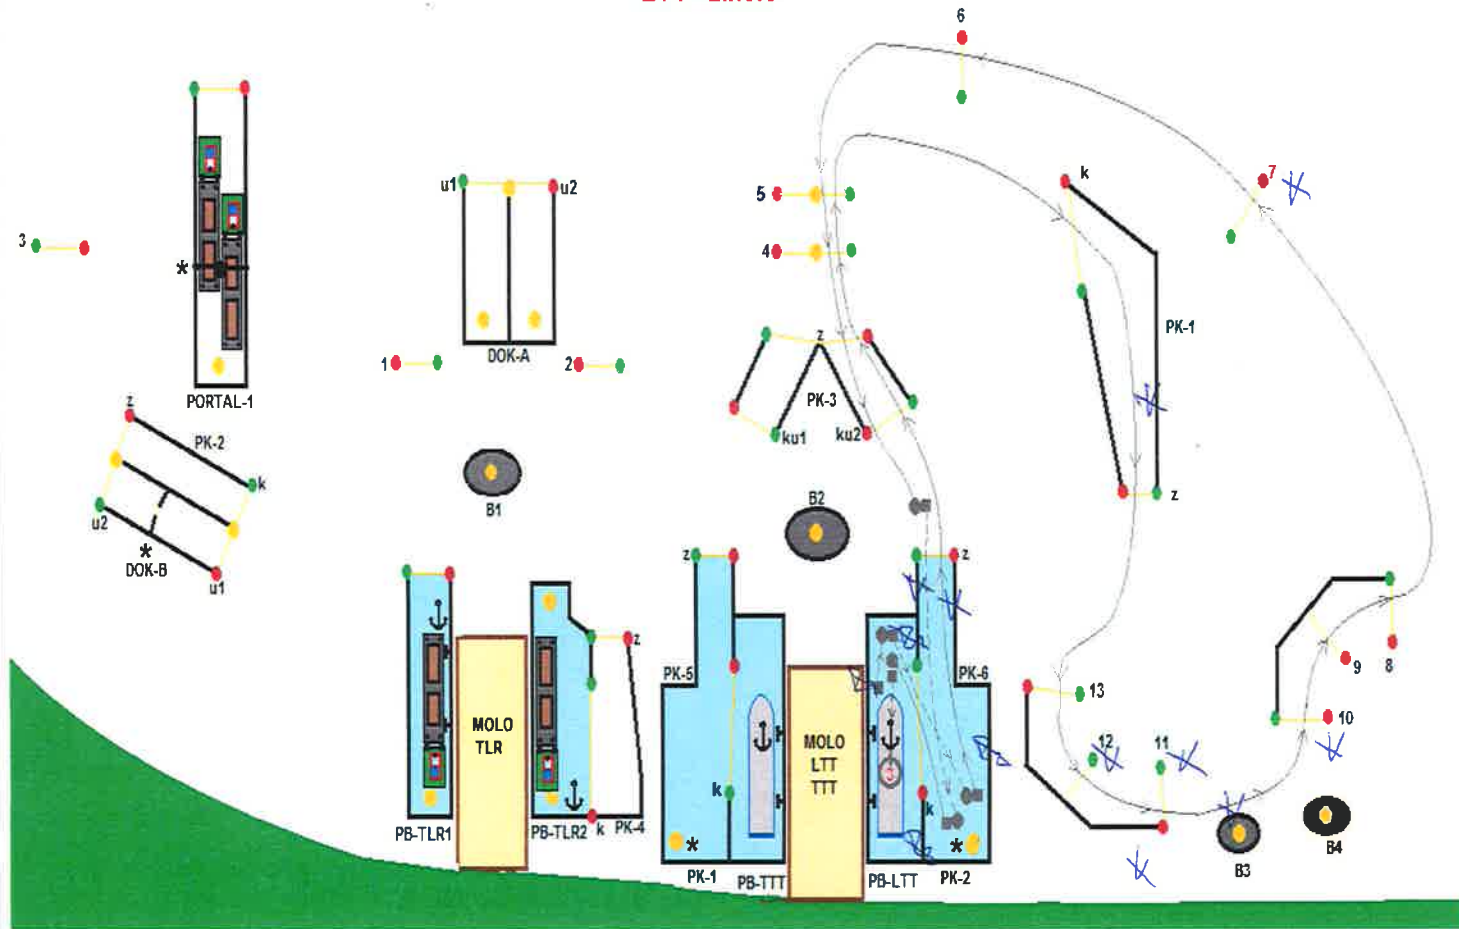 6
k
7
u1
u2
5
3
4
*
PK-1
z
DOK-A
1
2
PORTAL-1
PK-3
z
PK-2
ku1
ku2
k
z
B1
B2
u2
*
DOK-B
u1
z
z
z
PK-5
PK-6
9
8
13
10
MOLO
TLR
MOLO
LTT
TTT
12
11
3
k
k
PB-TLR1
PB-TLR2
k
PK-4
*
*
B3
B4
PK-1
PB-TTT
PB-LTT
PK-2